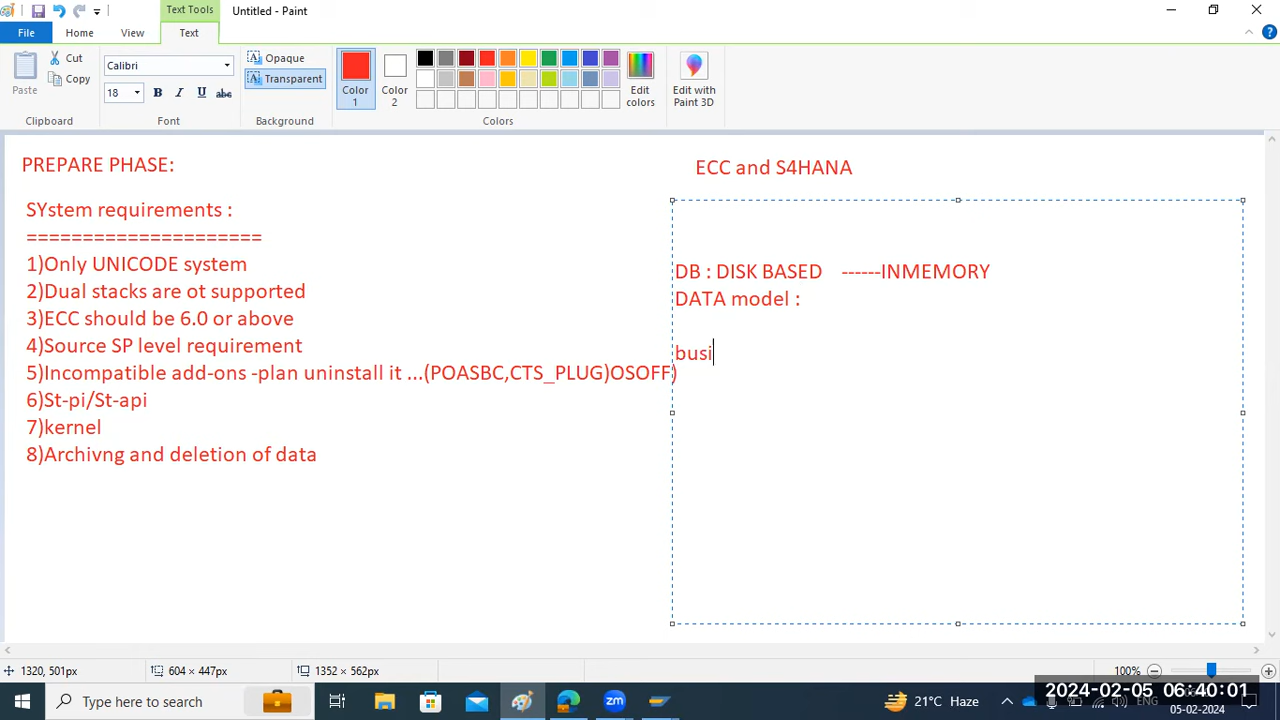 Untitled - Paint
Text Tools
File
Home
View
Text
Paste
Cut
Copy
Clipboard
Calibri
18
B
I
U
abc
Font
Opaque
Transparent
Background
Color 1
Color 2
Edit colors
Edit with Paint 3D
Colors
PREPARE PHASE:
SYstem requirements :
=====================
1)Only UNICODE system
2)Dual stacks are ot supported
3)ECC should be 6.0 or above
4)Source SP level requirement
5)Incompatible add-ons -plan uninstall it ...(POASBC,CTS_PLUG)OSOFF)
6)St-pi/St-api
7)kernel
8)Archivng and deletion of data
ECC and S4HANA
DB : DISK BASED ------INMEMORY
DATA model :
busi
1320, 501px
604 × 447px
1352 × 562px
100%
Type here to search
zm
21°C Haze
ENG
2024-02-05 06:40:01
05-02-2024